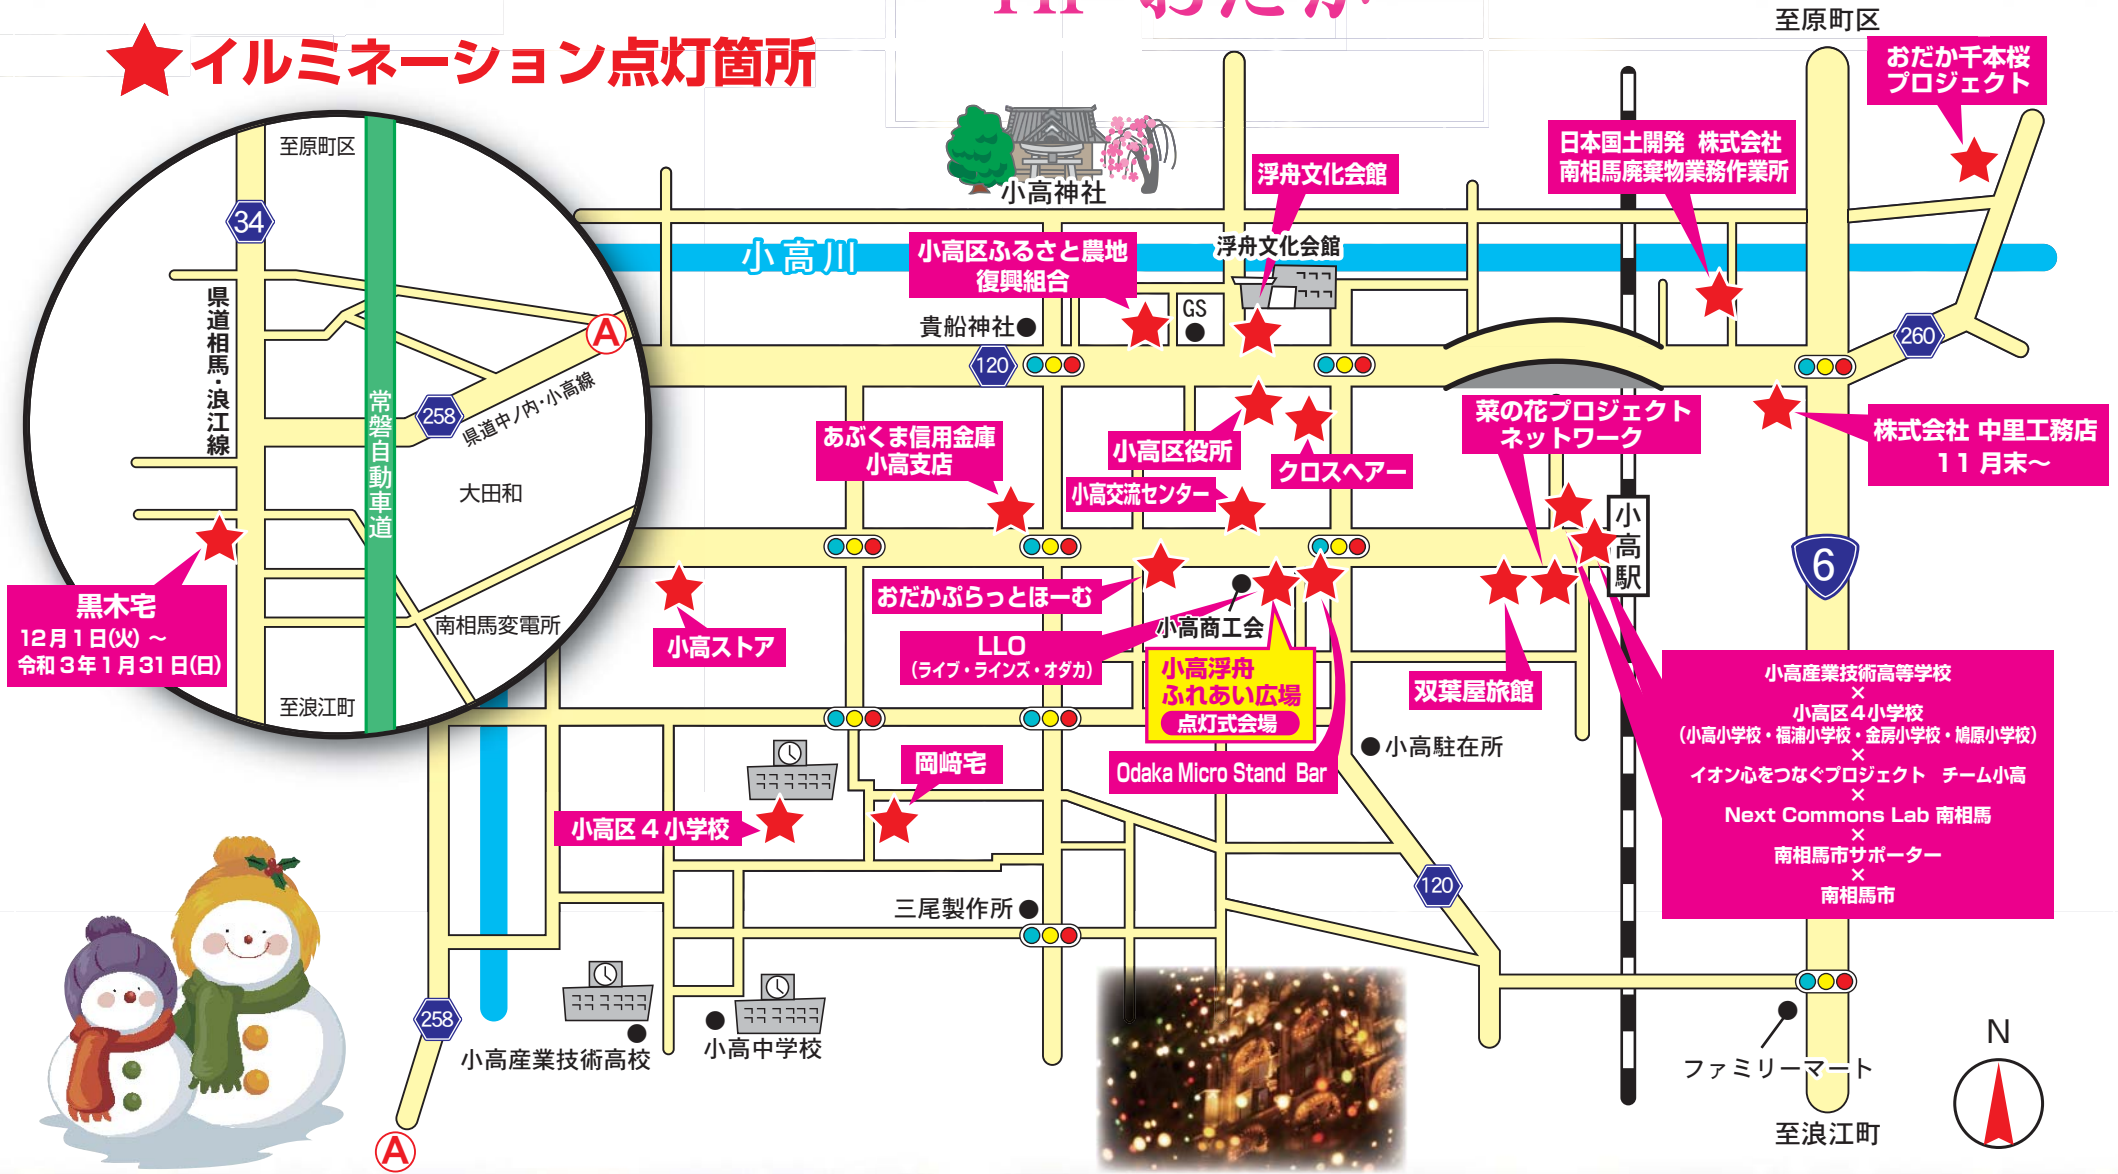 in おだか
★イルミネーション点灯箇所
至原町区
おだか千本桜
プロジェクト
日本国土開発 株式会社
南相馬廃棄物業務作業所
浮舟文化会館
小高神社
小高川
浮舟文化会館
小高区ふるさと農地
復興組合
GS
貴船神社
120
260
至原町区
34
県道相馬・浪江線
常磐自動車道
A
258
県道中ノ内・小高線
大田和
南相馬変電所
至浪江町
黒木宅
12月1日(火)～
令和3年1月31日(日)
菜の花プロジェクト
ネットワーク
株式会社 中里工務店
11月末～
あぶくま信用金庫
小高支店
小高区役所
クロスヘアー
小高交流センター
小高駅
6
おだかぷらっとほーむ
小高商工会
LLO
(ライブ・ラインズ・オダカ)
小高ストア
小高浮舟
ふれあい広場
点灯式会場
双葉屋旅館
Odaka Micro Stand Bar
小高駐在所
小高産業技術高等学校
×
小高区4小学校
(小高小学校・福浦小学校・金房小学校・鳩原小学校)
×
イオン心をつなぐプロジェクト チーム小高
×
Next Commons Lab 南相馬
×
南相馬市サポーター
×
南相馬市
岡﨑宅
小高区4小学校
三尾製作所
120
258
小高産業技術高校
小高中学校
ファミリーマート
至浪江町
N
A